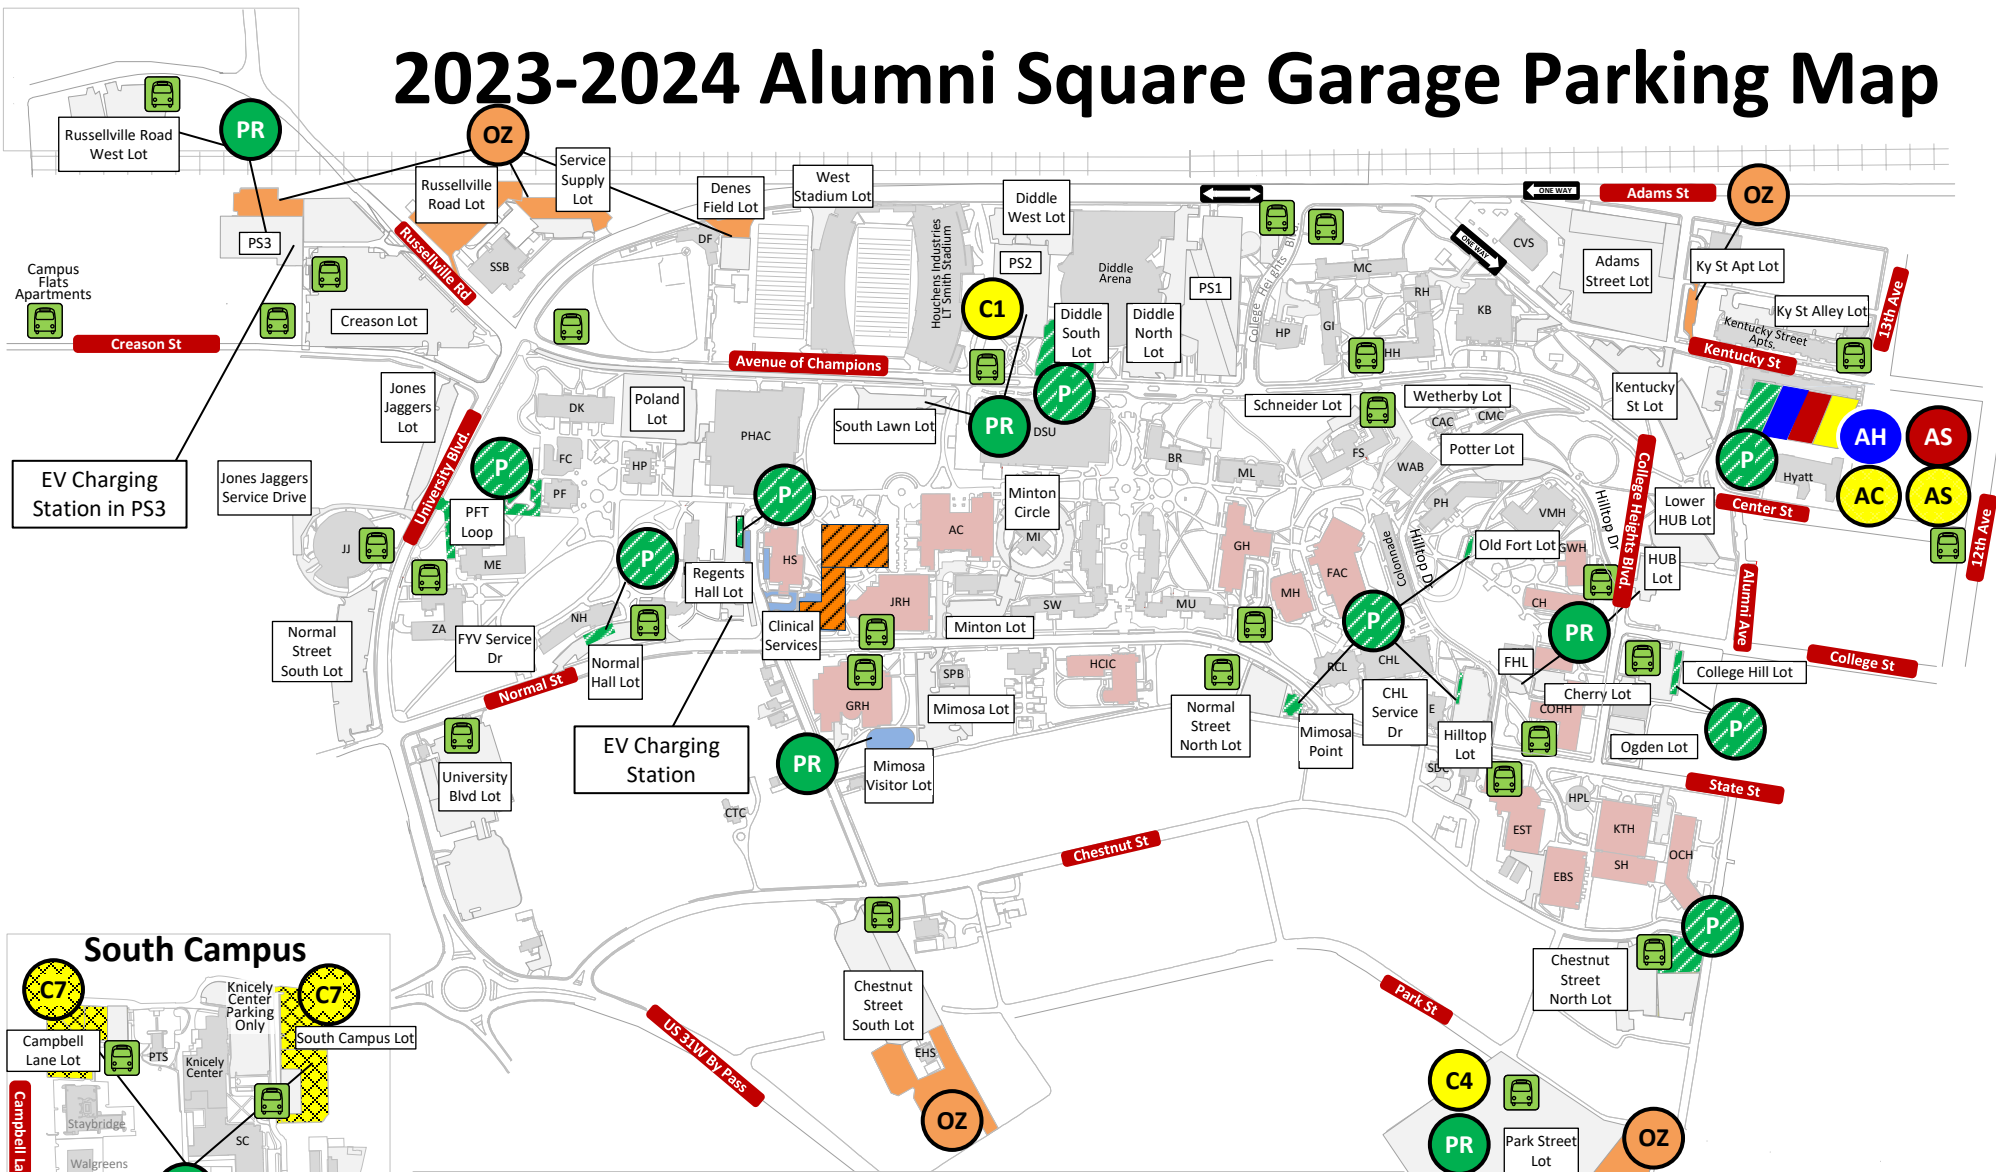 2023-2024 Alumni Square Garage Parking Map
Russellville Road
West Lot
PR
OZ
Russellville
Road Lot
Service
Supply
Lot
Denes
Field Lot
West
Stadium Lot
Diddle
West Lot
ONE WAY
Adams St
OZ
PS3
DF
SSB
Houchens Industries
LT Smith Stadium
PS2
Diddle
Arena
PS1
College Heights Blvd.
MC
RH
ONE WAY
CVS
Adams
Street Lot
Ky St Apt Lot
Ky St Alley Lot
13th Ave
Campus
Flats
Apartments
Creason St
Creason Lot
Russellville Rd
C1
Diddle
South
Lot
Diddle
North
Lot
HP
GI
HH
KB
Kentucky Street
Apts.
Kentucky St
Avenue of Champions
Jones
Jaggers
Lot
DK
Poland
Lot
PHAC
South Lawn Lot
PR
P
DSU
Schneider Lot
Wetherby Lot
Kentucky
St Lot
CAC
CMC
Potter Lot
AH
AS
AC
AS
P
Hyatt
Center St
12th Ave
EV Charging
Station in PS3
Jones Jaggers
Service Drive
University Blvd.
P
FC
PF
HP
PFT
Loop
P
BR
ML
FS
WAB
PH
VMH
Hilltop Dr
College Heights Blvd.
Lower
HUB Lot
HUB
Lot
JJ
ME
P
Regents
Hall Lot
HS
AC
Minton
Circle
MI
GH
FAC
MH
Colonnade
Hilltop Dr
Old Fort Lot
GWH
CH
PR
Alumni Ave
ZA
FYV Service
Dr
NH
Normal
Hall Lot
Clinical
Services
JRH
SW
Minton Lot
MU
P
RCL
CHL
FHL
Cherry Lot
College Hill Lot
College St
Normal
Street
South Lot
Normal St
GRH
SPB
Mimosa Lot
HCIC
Normal
Street
North Lot
Mimosa
Point
CHL
Service
Dr
E
Hilltop
Lot
COHH
Ogden Lot
P
EV Charging
Station
PR
Mimosa
Visitor Lot
University
Blvd Lot
CTC
SDC
State St
HPL
EST
KTH
SH
OCH
EBS
Chestnut St
P
Chestnut
Street
North Lot
South Campus
C7
Knicely
Center
Parking
Only
C7
South Campus Lot
Campbell
Lane Lot
PTS
Knicely
Center
Campbell La
Staybridge
SC
Walgreens
US 31W By Pass
Chestnut
Street
South Lot
EHS
OZ
Park St
C4
PR
Park Street
Lot
OZ